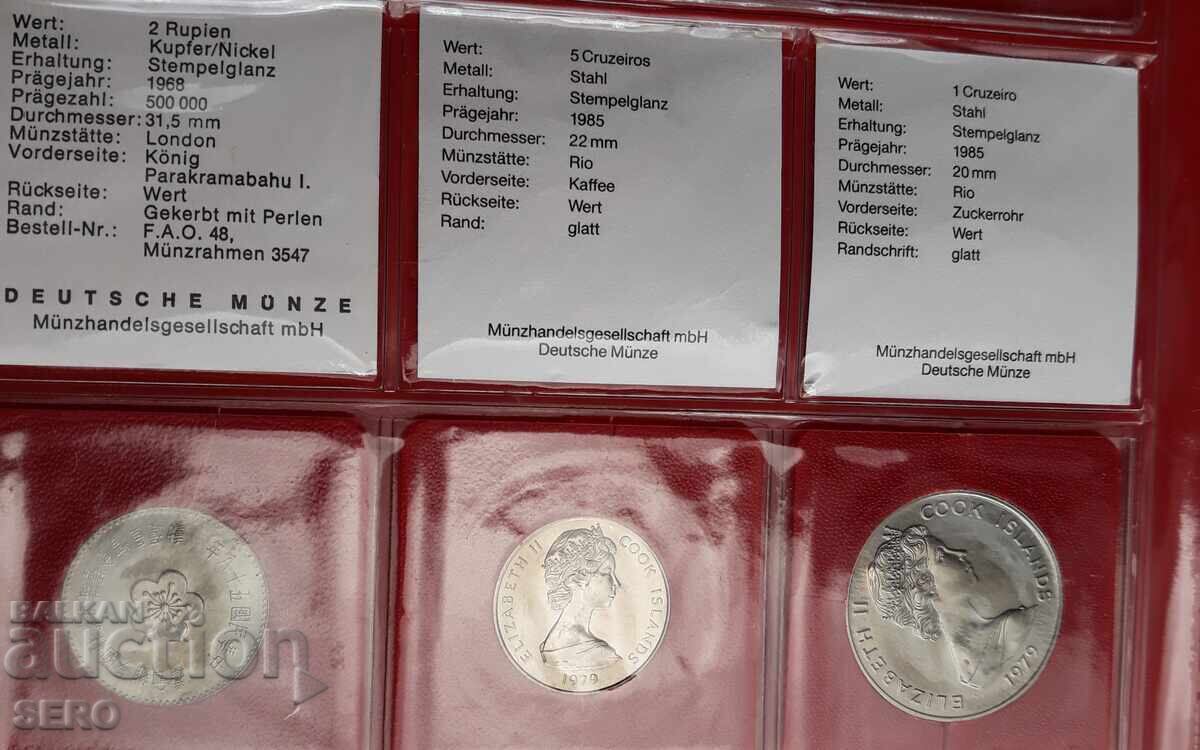 Wert: 2 Rupien
Metall: Kupfer/Nickel
Erhaltung: Stempelglanz
Prägejahr: 1968
Prägezahl: 500 000
Durchmesser: 31,5 mm
Münzstätte: London
Vorderseite: König
Parakramabahu I.
Rückseite: Wert
Rand: Gekerbt mit Perlen
Bestell-Nr.: F.A.O. 48,
Münzrahmen 3547
DEUTSCHE MÜNZE
Münzhandelsgesellschaft mbH
Wert: 5 Cruzeiros
Metall: Stahl
Erhaltung: Stempelglanz
Prägejahr: 1985
Durchmesser: 22 mm
Münzstätte: Rio
Vorderseite: Kaffee
Rückseite: Wert
Rand: glatt
Münzhandelsgesellschaft mbH
Deutsche Münze
Wert: 1 Cruzeiro
Metall: Stahl
Erhaltung: Stempelglanz
Prägejahr: 1985
Durchmesser: 20 mm
Münzstätte: Rio
Vorderseite: Zuckerrohr
Rückseite: Wert
Randschrift: glatt
Münzhandelsgesellschaft mbH
Deutsche Münze
ELIZABETH II COOK ISLANDS
1979
ELIZABETH II COOK ISLANDS 1979
BALKAN
auction
SERO